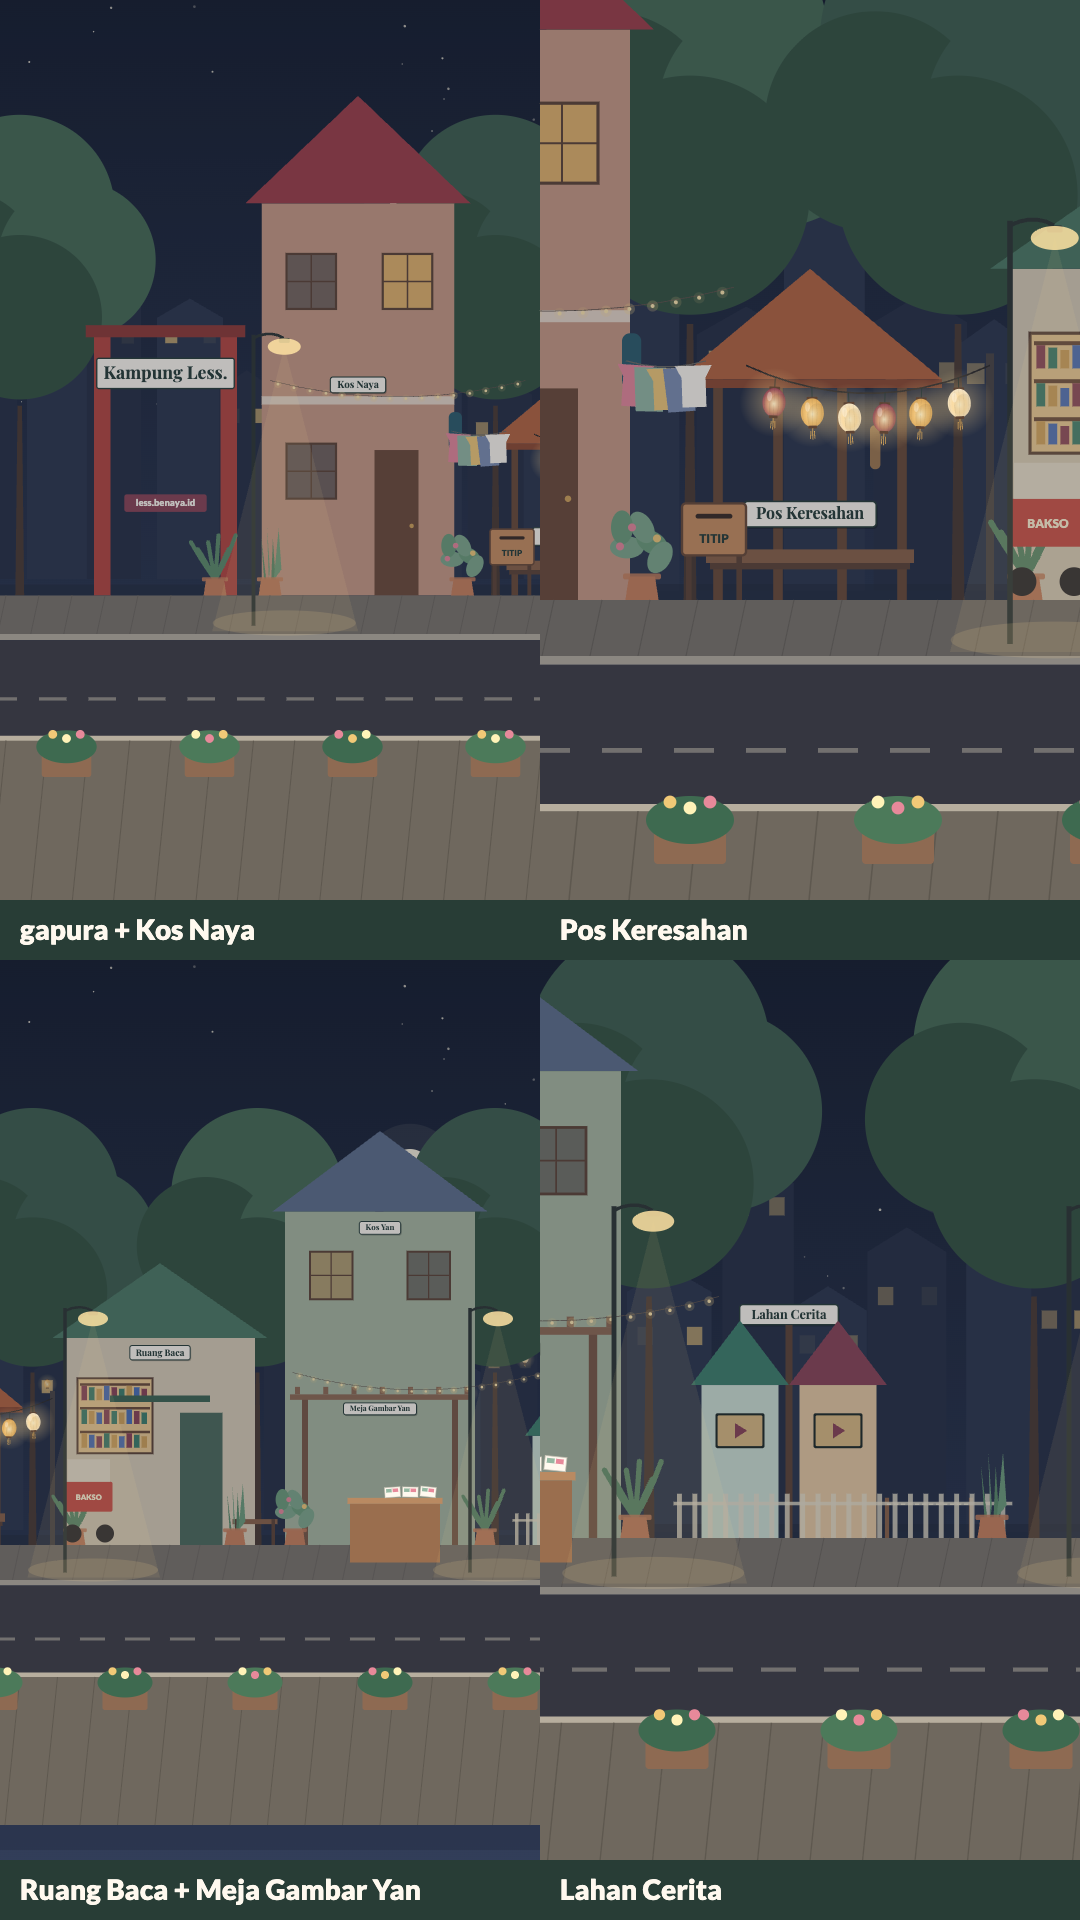 Kampung Less.
Kos Naya
less.benaya.id
TITIP
gapura + Kos Naya
TITIP
Pos Keresahan
BAKSO
Pos Keresahan
Kos Yan
Ruang Baca
Meja Gambar Yan
BAKSO
Ruang Baca + Meja Gambar Yan
Lahan Cerita
Lahan Cerita